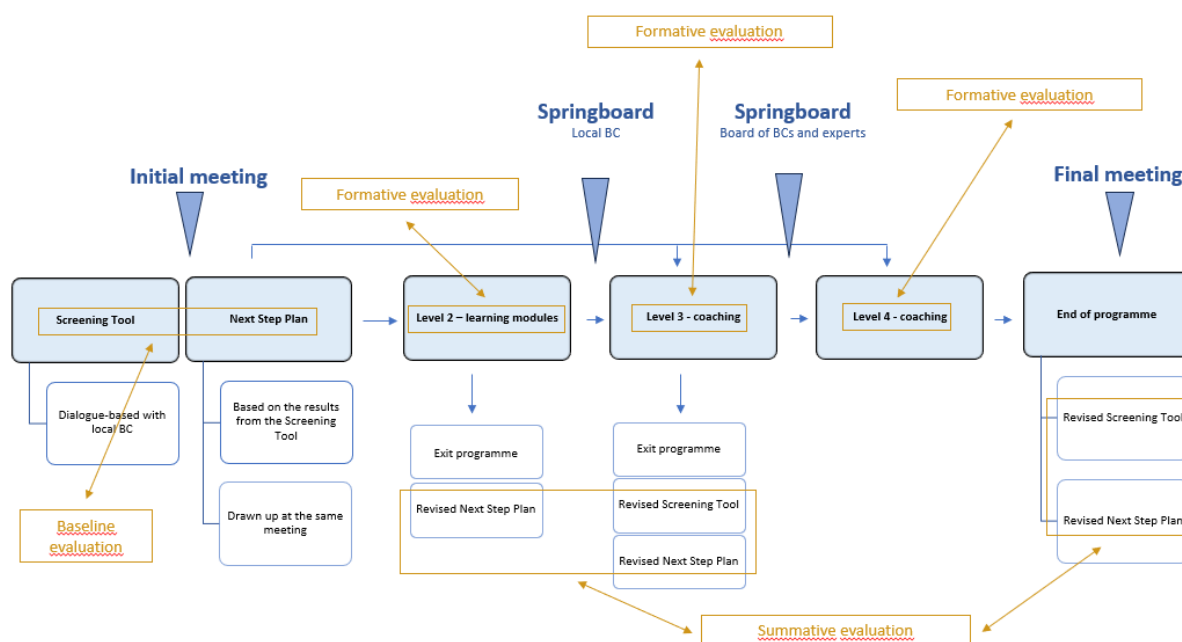 Formative evaluation
Formative evaluation
Springboard
Local BC
Springboard
Board of BCs and experts
Initial meeting
Formative evaluation
Final meeting
Screening Tool
Next Step Plan
Level 2 – learning modules
Level 3 - coaching
Level 4 - coaching
End of programme
Dialogue-based with
local BC
Based on the results
from the Screening
Tool
Drawn up at the same
meeting
Baseline
evaluation
Exit programme
Revised Next Step Plan
Exit programme
Revised Screening Tool
Revised Next Step Plan
Revised Screening Tool
Revised Next Step Plan
Summative evaluation